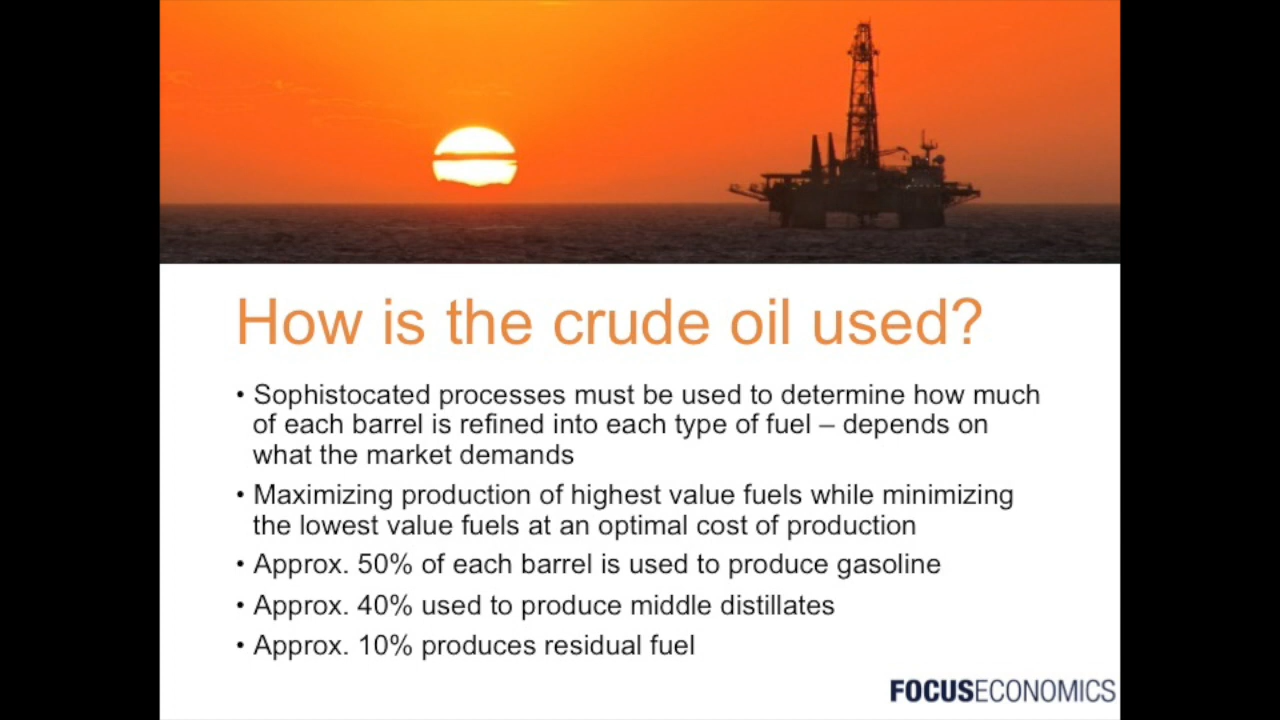 How is the crude oil used?
• Sophistocated processes must be used to determine how much
of each barrel is refined into each type of fuel – depends on
what the market demands
• Maximizing production of highest value fuels while minimizing
the lowest value fuels at an optimal cost of production
• Approx. 50% of each barrel is used to produce gasoline
• Approx. 40% used to produce middle distillates
• Approx. 10% produces residual fuel
FOCUSECONOMICS